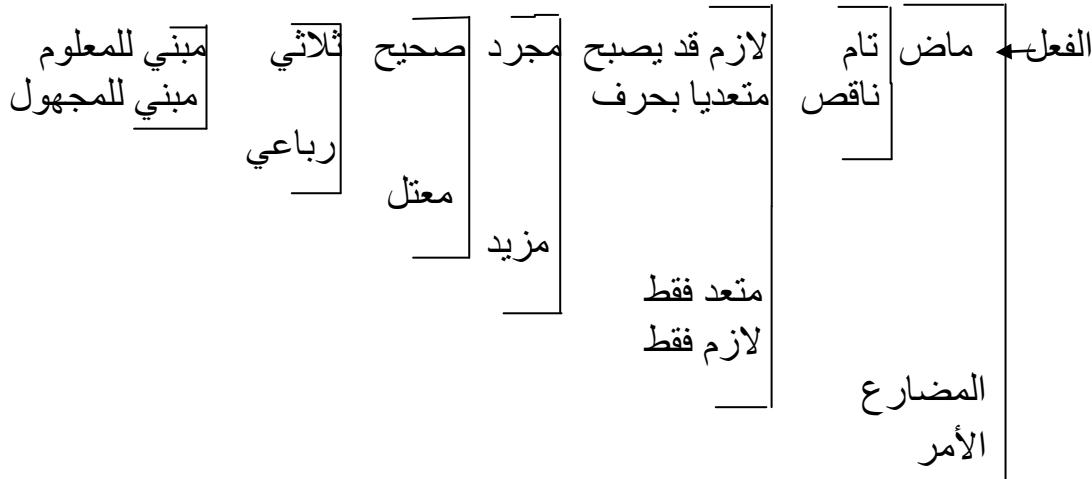 الفعل ماض تام لازم قد يصبح مجرد صحيح ثلاثي مبني للمعلوم
ناقص متعديا بحرف مبني للمجهول
رباعي
معتل
مزيد
متعد فقط
لازم فقط
المضارع
الأمر